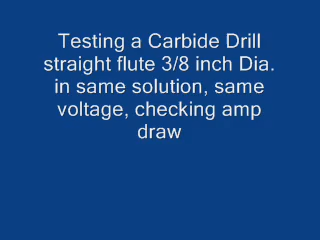 Testing a Carbide Drill
straight flute 3/8 inch Dia.
in same solution, same
voltage, checking amp
draw